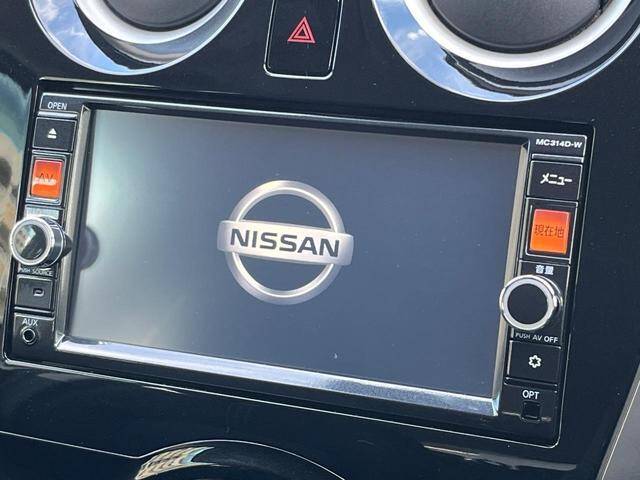 OPEN
MC314D-W
AV
メニュー
現在地
NISSAN
音量
PUSH SOURCE
PUSH AV OFF
AUX
OPT